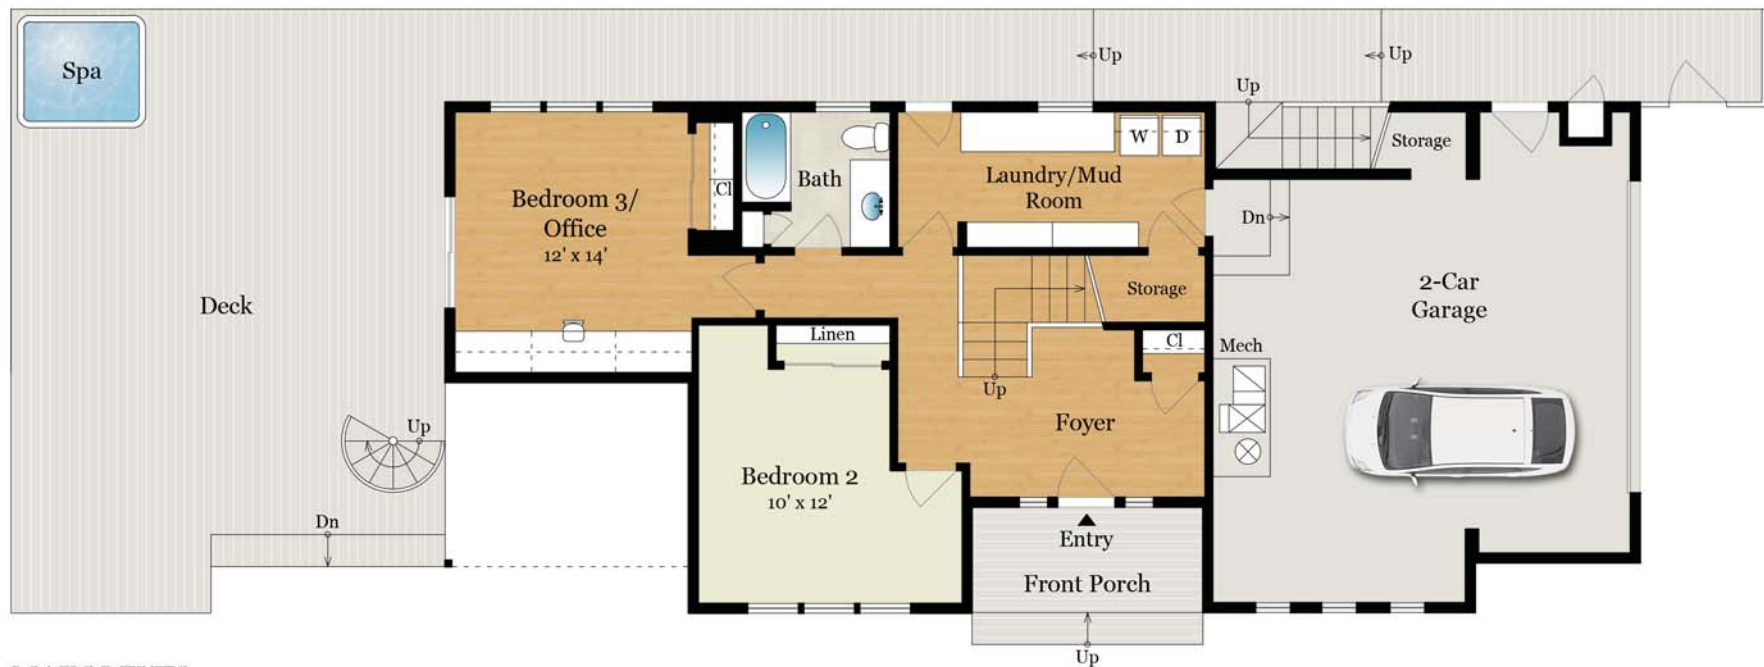 Spa
Up
Up
Up
Storage
W
D
Bath
Laundry/Mud
Room
Cl
Bedroom 3/
Office
12' x 14'
Dn
Deck
Storage
2-Car
Garage
Linen
Cl
Mech
Up
Up
Foyer
Bedroom 2
10' x 12'
Dn
Entry
Front Porch
Up